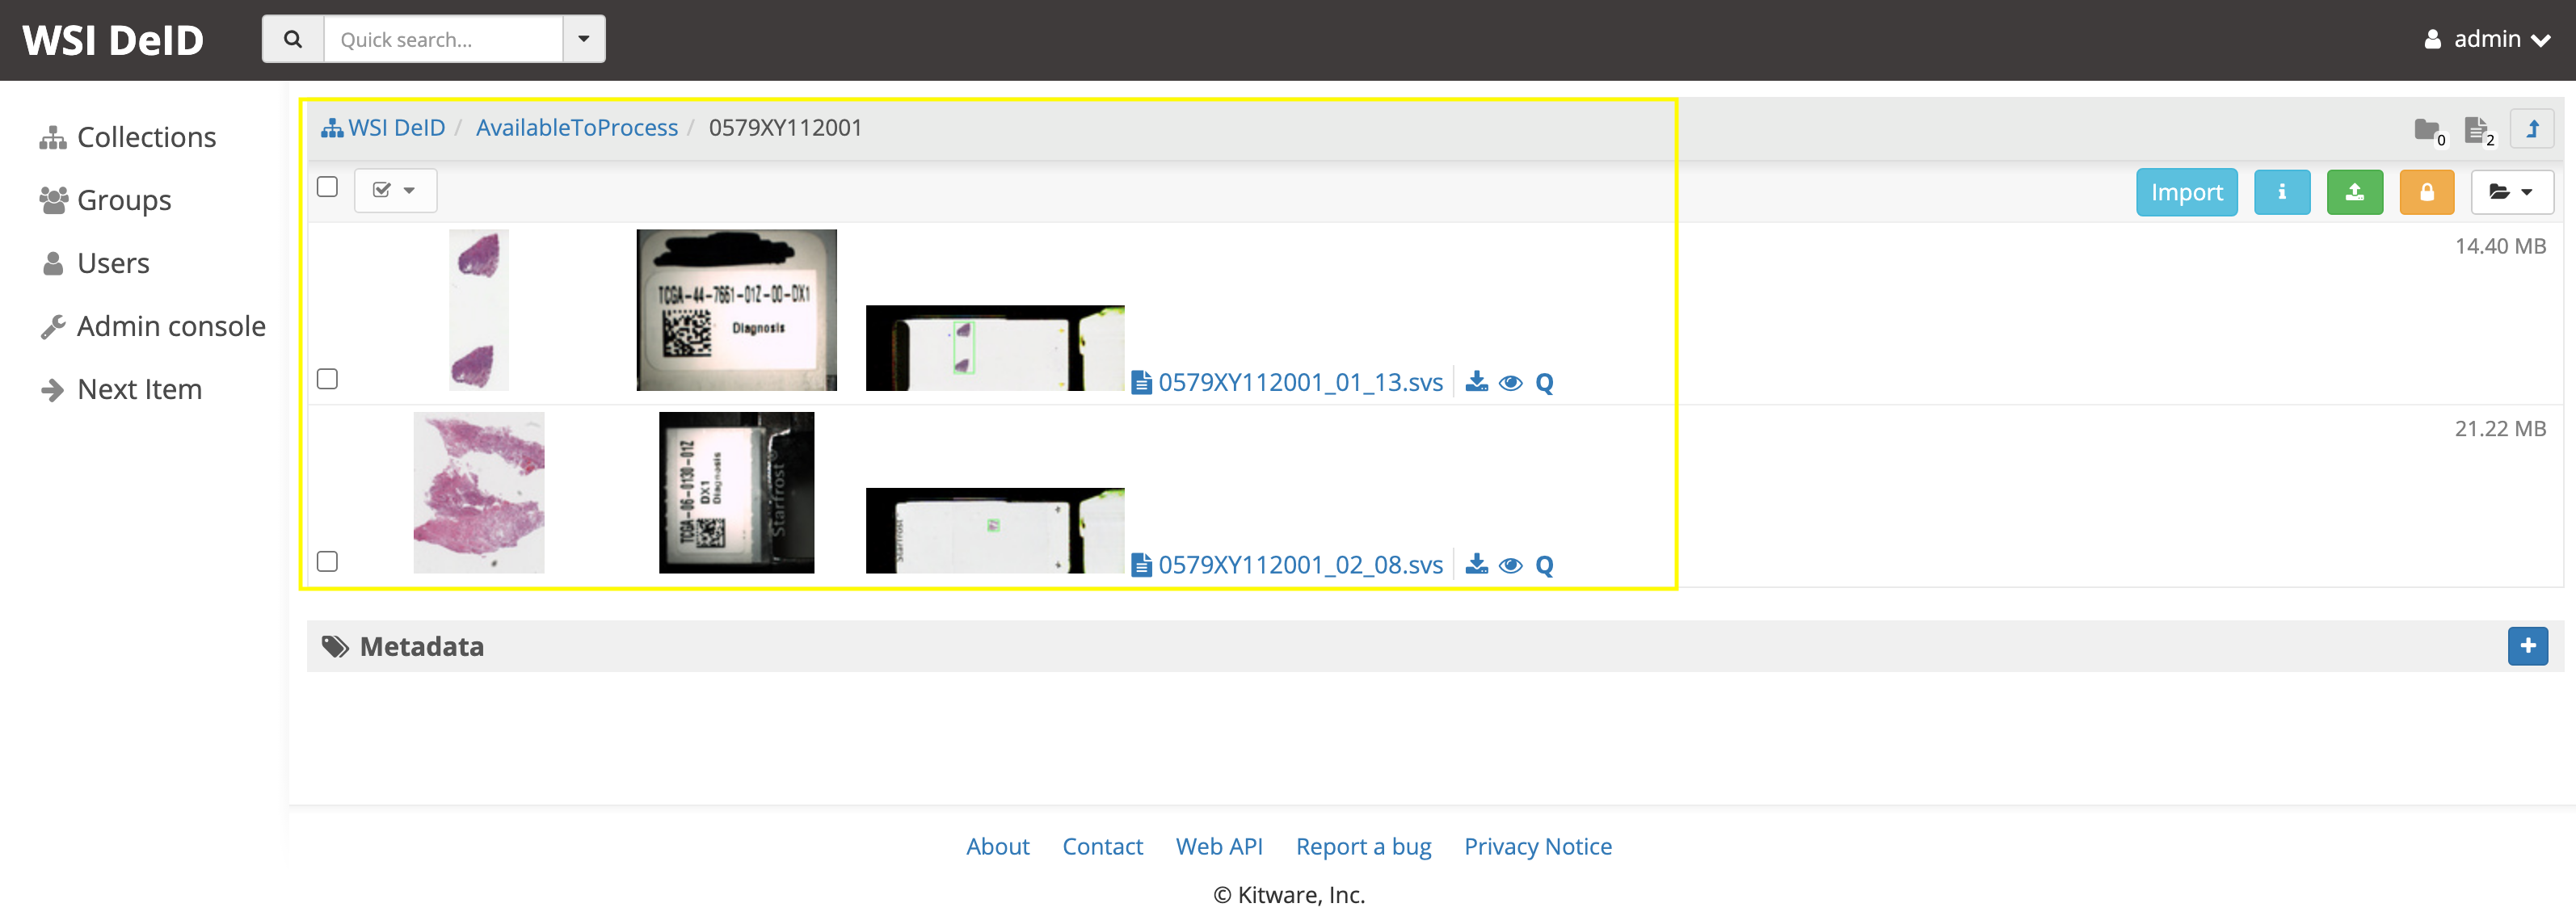 WSI DeID
Quick search...
admin
Collections
Groups
Users
Admin console
Next Item
WSI DeID / AvailableToProcess / 0579XY112001
0
2
Import
14.40 MB
TCGA-44-7661-01Z-00-DX1
Diagnosis
0579XY112001_01_13.svs
Q
21.22 MB
TCGA-06-0130-01Z
DX1
Diagnosis
Starfrost
Starfrost
0579XY112001_02_08.svs
Q
Metadata
About Contact Web API Report a bug Privacy Notice
© Kitware, Inc.